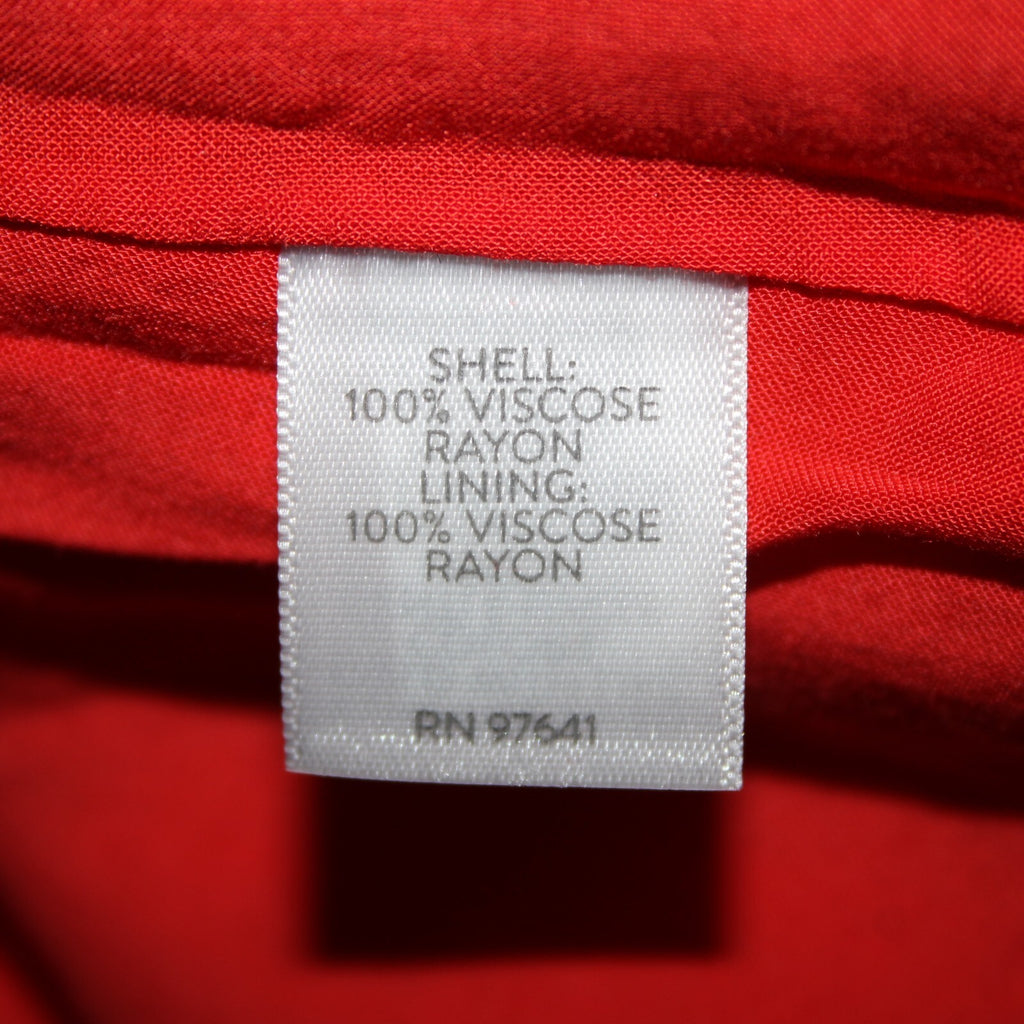 SHELL:
100% VISCOSE
RAYON
LINING:
100% VISCOSE
RAYON
RN 97641